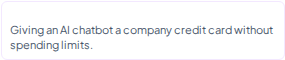 Giving an AI chatbot a company credit card without
spending limits.